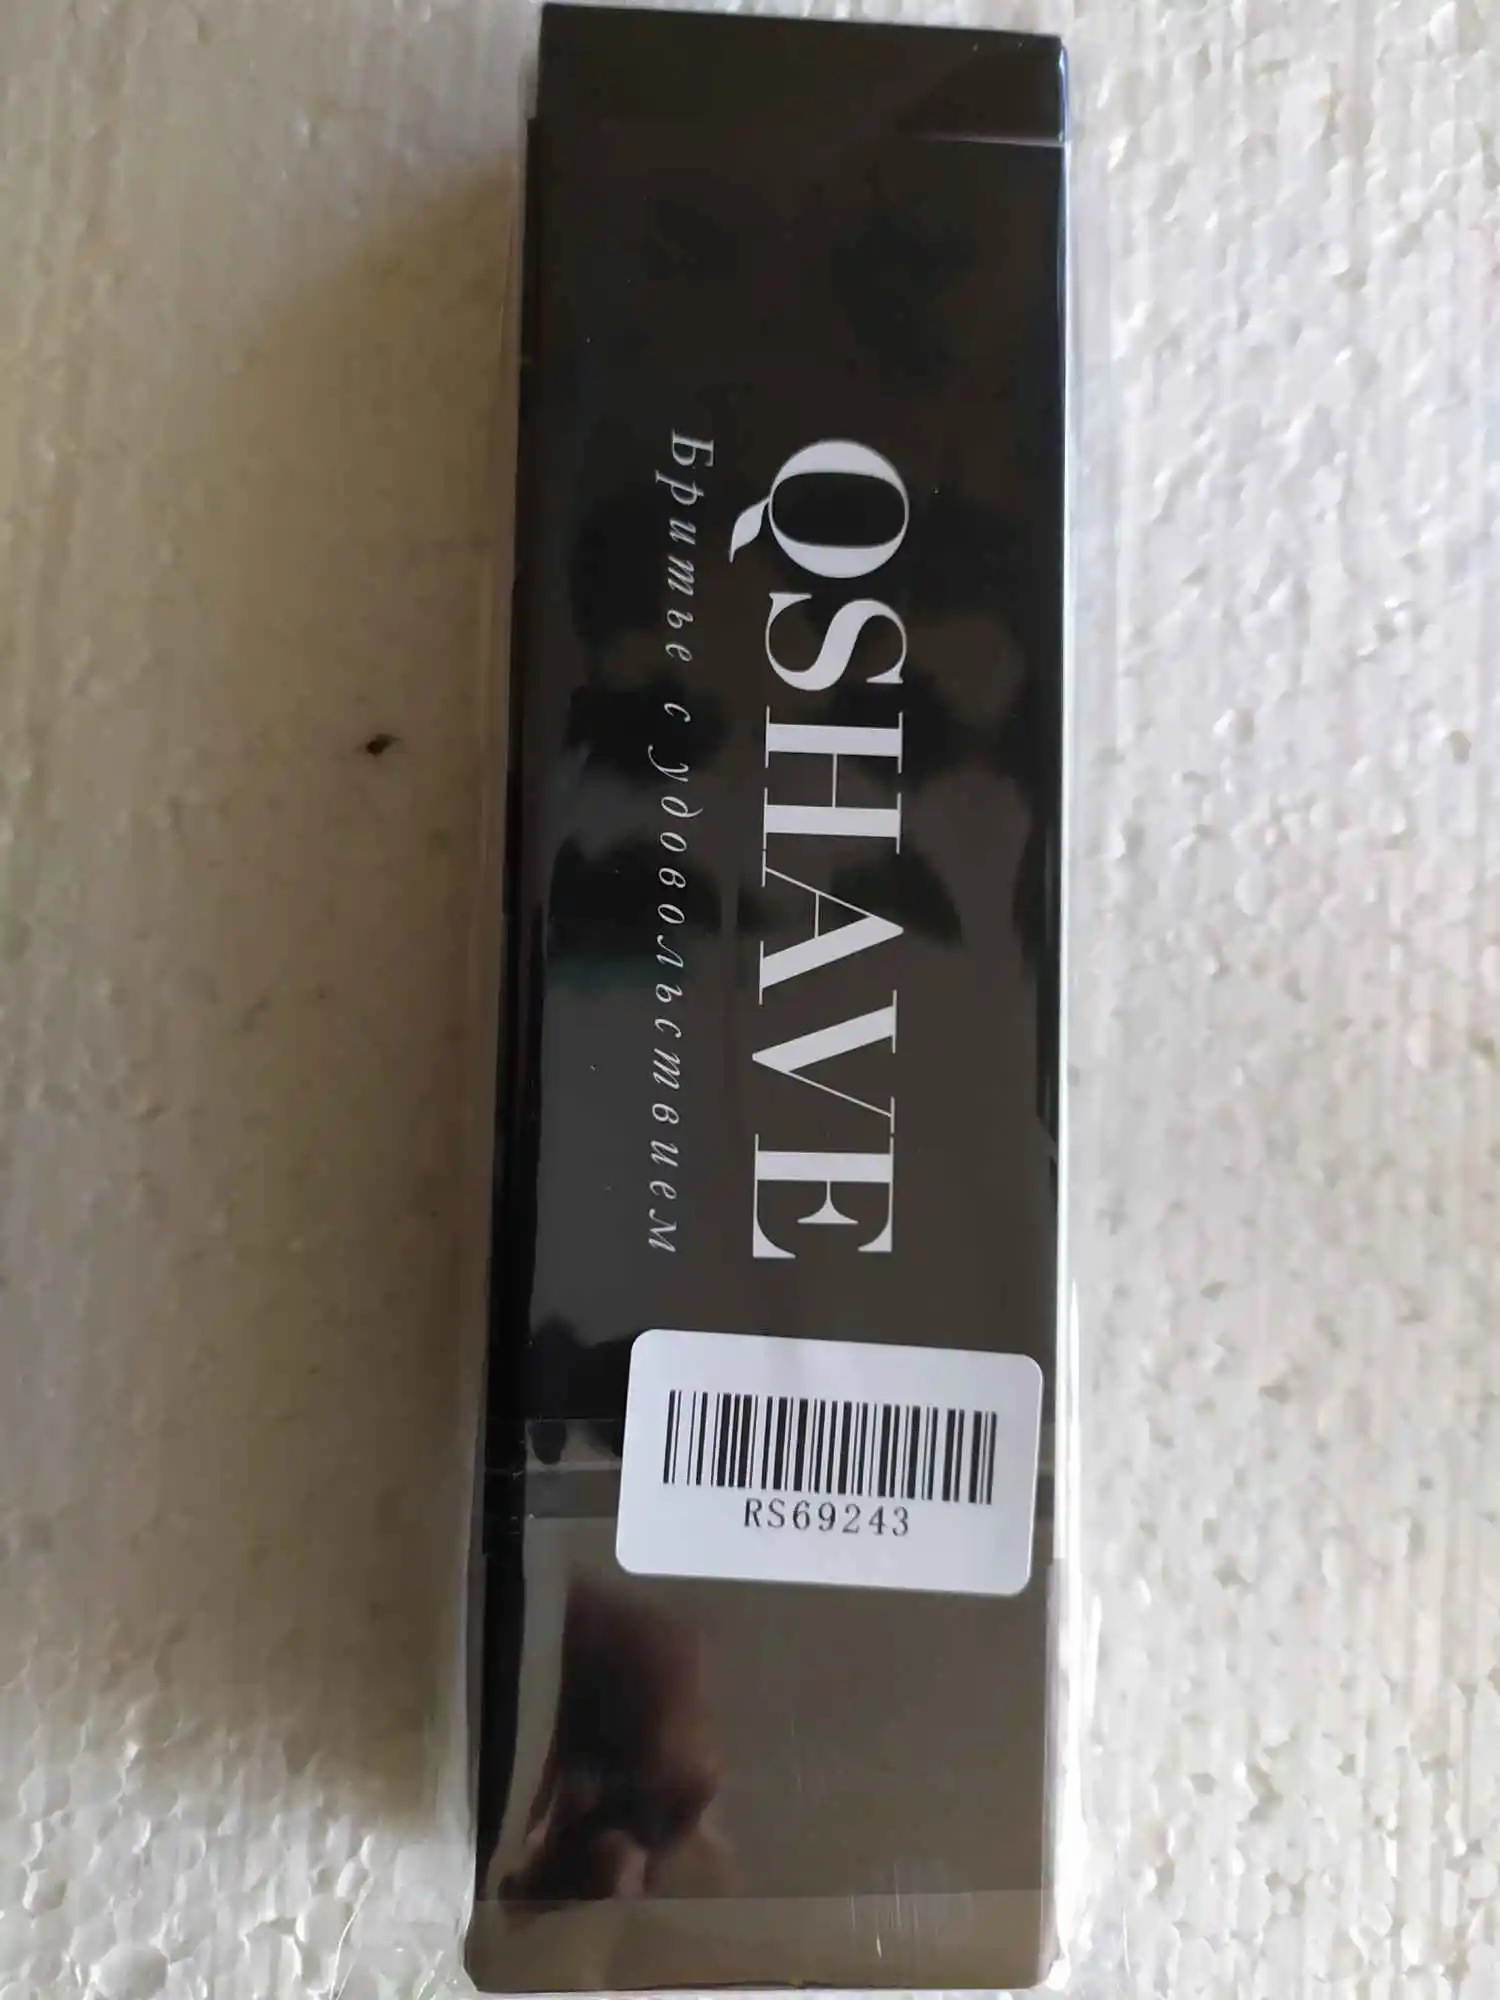 QSHAVE
Бритье с удовольствием
RS69243